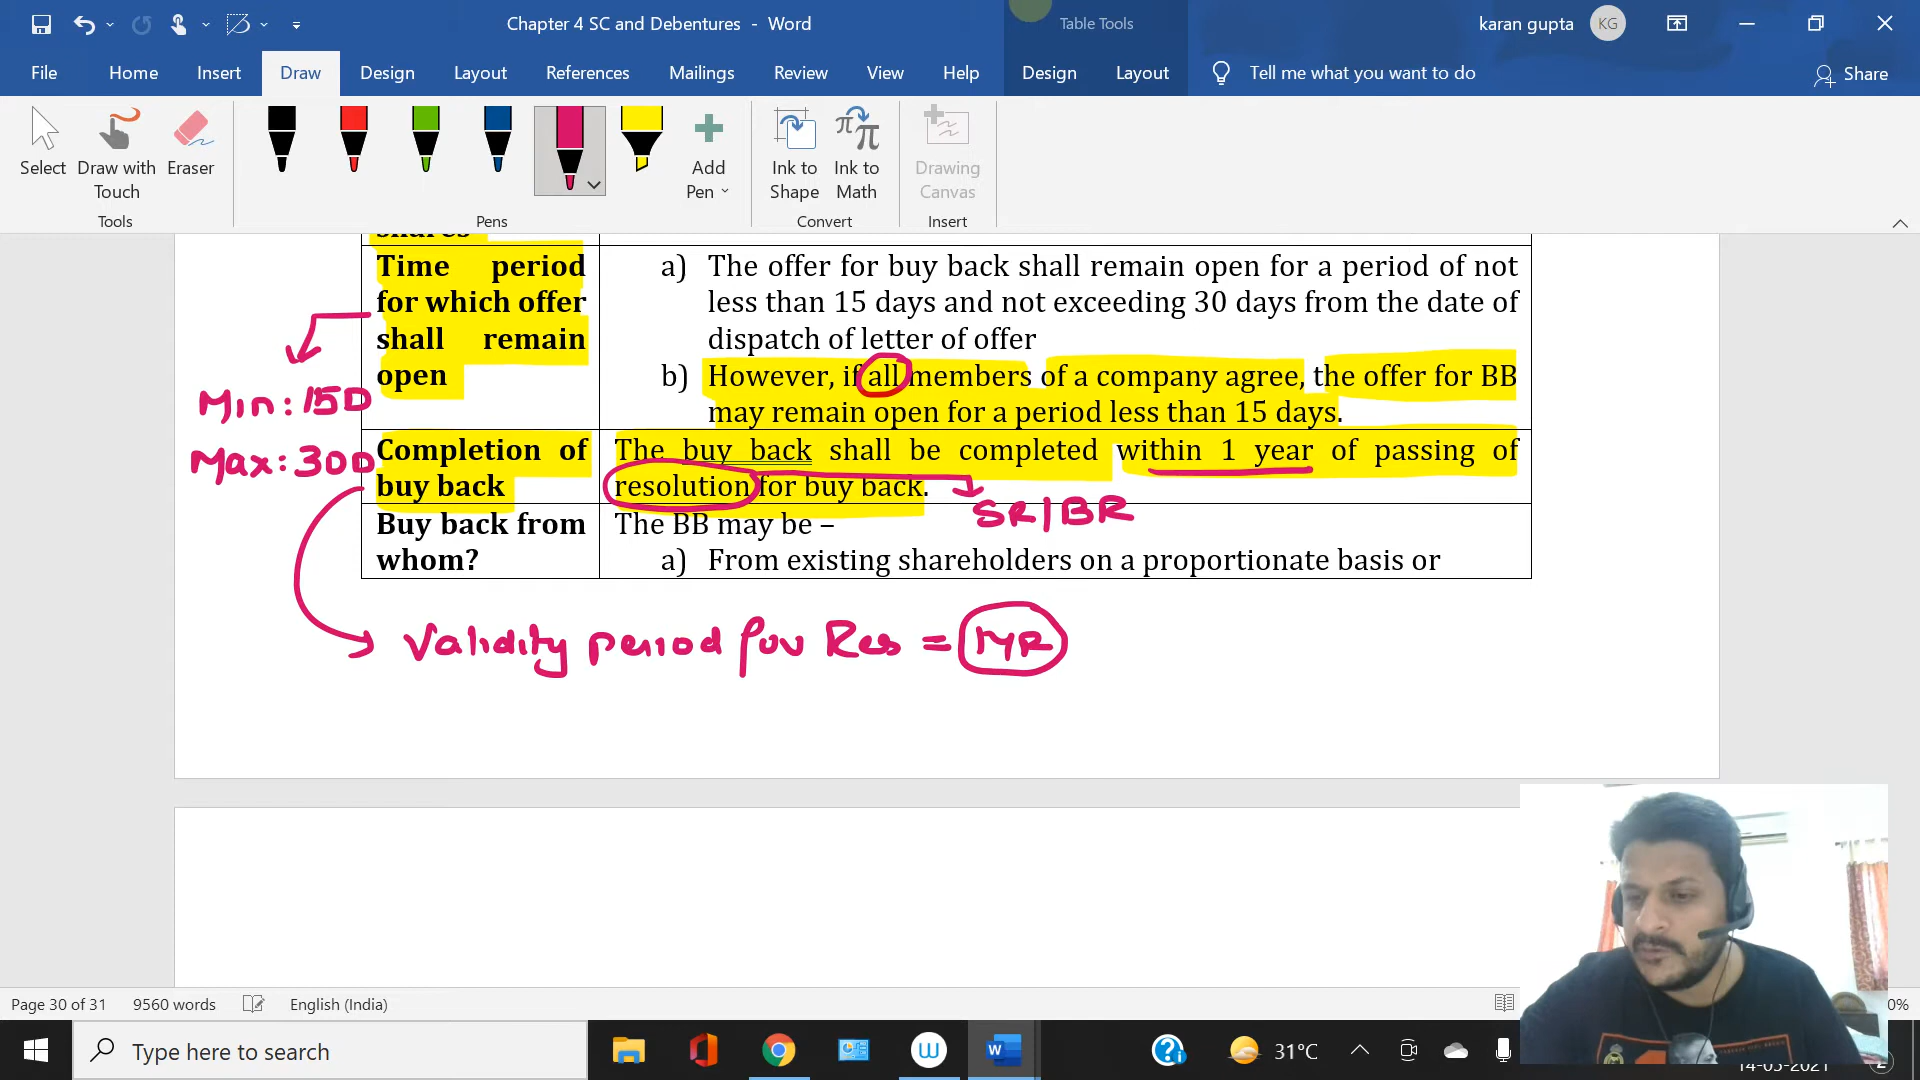 Chapter 4 SC and Debentures - Word
Table Tools
karan gupta KG
File Home Insert Draw Design Layout References Mailings Review View Help Design Layout Tell me what you want to do Share
Select Draw with Touch Eraser Add Pen Ink to Shape Ink to Math Drawing Canvas
Tools Pens Convert Insert
shares
Time period for which offer shall remain open
a) The offer for buy back shall remain open for a period of not
less than 15 days and not exceeding 30 days from the date of
dispatch of letter of offer
b) However, if all members of a company agree, the offer for BB
may remain open for a period less than 15 days.
Min: 15D
Max: 30D
Completion of buy back
The buy back shall be completed within 1 year of passing of
resolution for buy back.
SR/BR
Buy back from whom?
The BB may be –
a) From existing shareholders on a proportionate basis or
Validity period for Res = 1YR
Page 30 of 31 9560 words English (India)
0%
Type here to search
W
31°C
14-05-2021
2